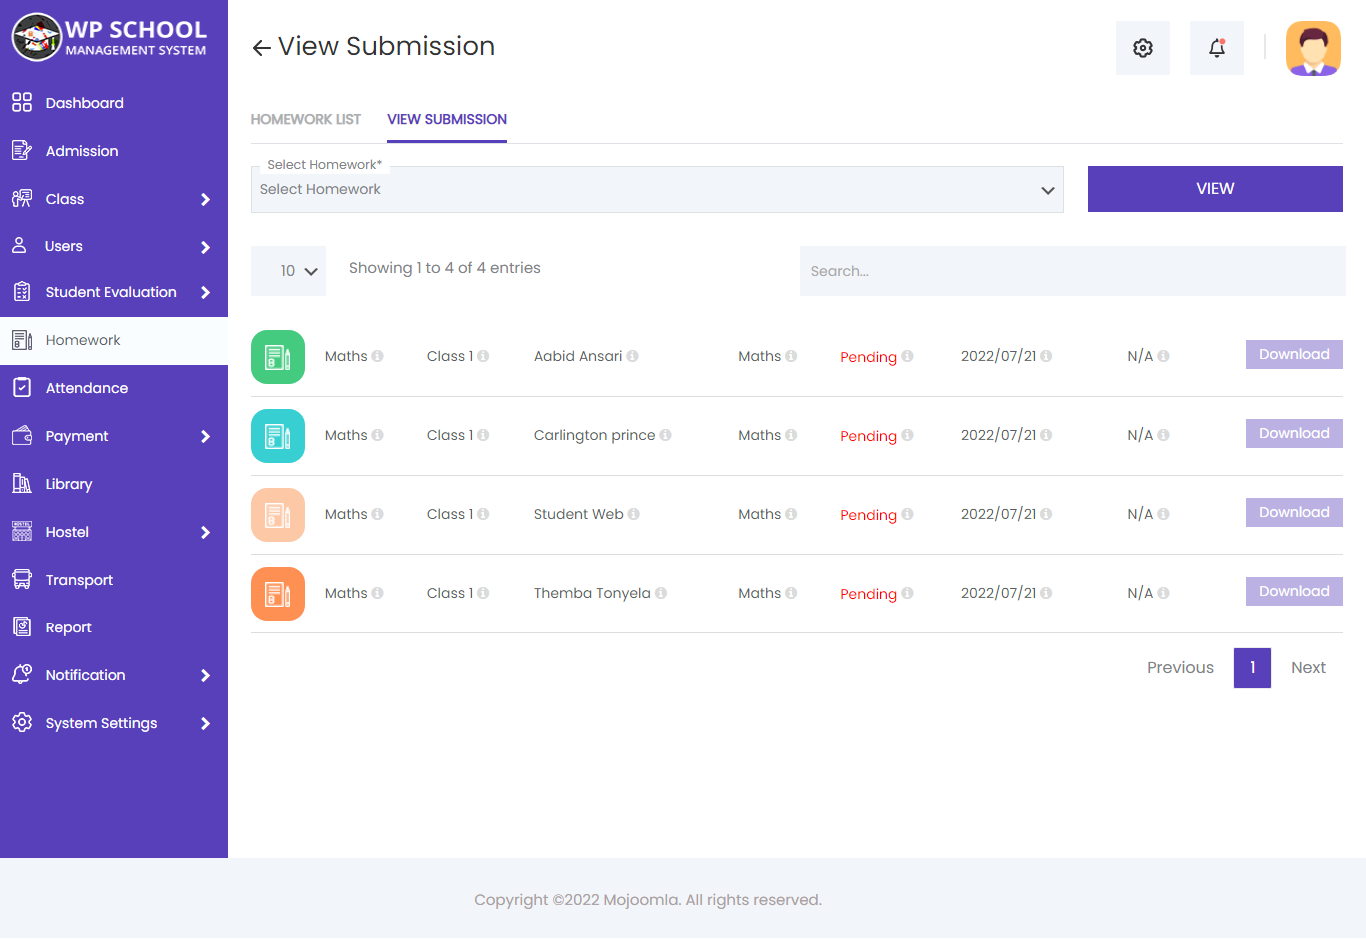 WP SCHOOL
MANAGEMENT SYSTEM
Dashboard
Admission
Class
Users
Student Evaluation
Homework
Attendance
Payment
Library
Hostel
Transport
Report
Notification
System Settings
View Submission
HOMEWORK LIST VIEW SUBMISSION
Select Homework*
Select Homework
VIEW
10 Showing 1 to 4 of 4 entries Search...
Maths Class 1 Aabid Ansari Maths Pending 2022/07/21 N/A Download
Maths Class 1 Carlington prince Maths Pending 2022/07/21 N/A Download
Maths Class 1 Student Web Maths Pending 2022/07/21 N/A Download
Maths Class 1 Themba Tonyela Maths Pending 2022/07/21 N/A Download
Previous 1 Next
Copyright ©2022 Mojoomla. All rights reserved.